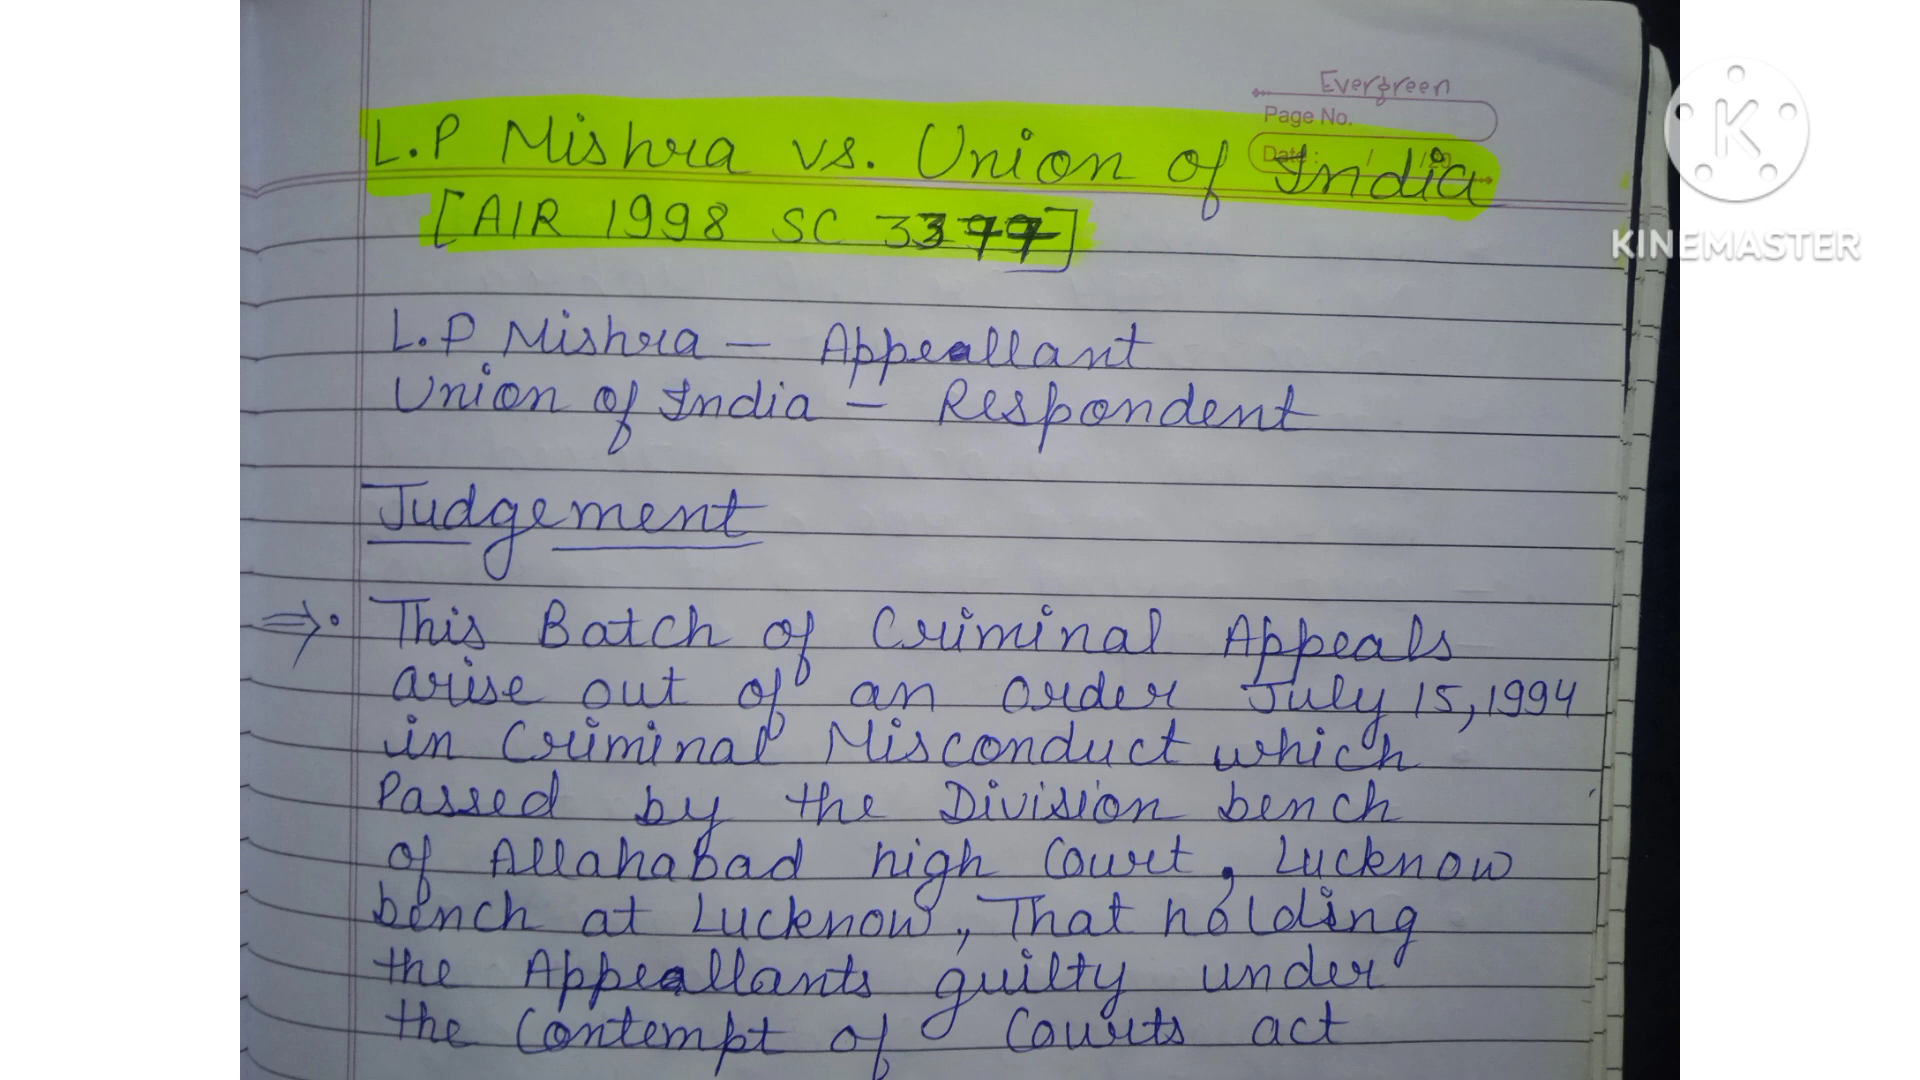 Evergreen
Page No.
Date: / /20
L.P Mishra vs. Union of India
[AIR 1998 SC 3377]
KINEMASTER
L.P Mishra — Appeallant
Union of India — Respondent
Judgement
⇒• This Batch of Criminal Appeals
arise out of an order July 15, 1994
in Criminal Misconduct which
Passed by the Division bench
of Allahabad high Court, Lucknow
bench at Lucknow, That holding
the Appeallants guilty under
the Contempt of Courts act